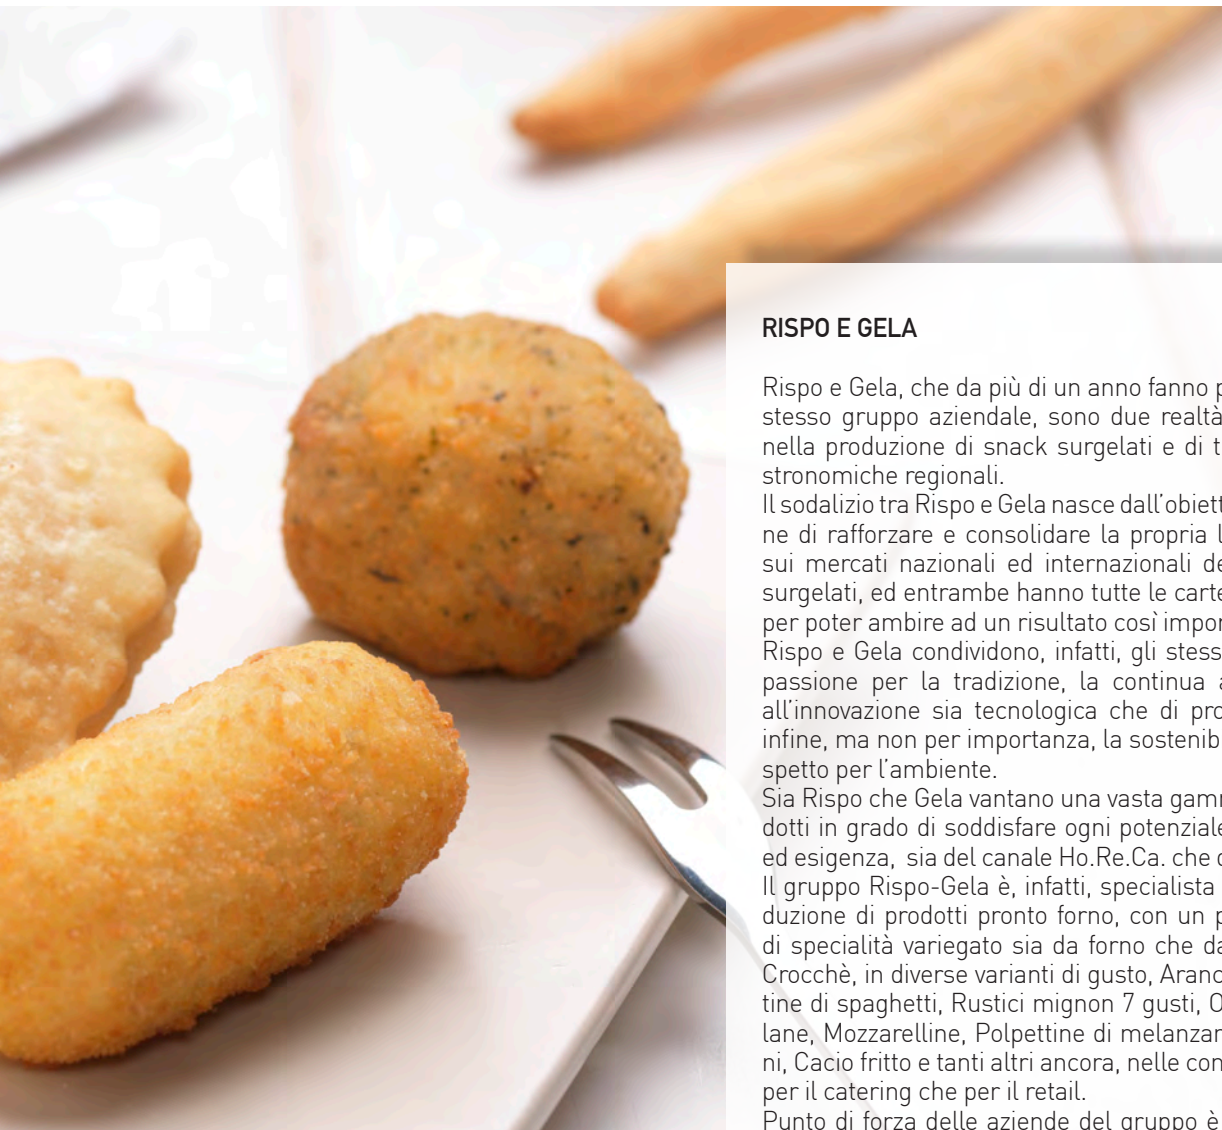 RISPO E GELA
Rispo e Gela, che da più di un anno fanno
stesso gruppo aziendale, sono due realtà
nella produzione di snack surgelati e di
stronomiche regionali.
Il sodalizio tra Rispo e Gela nasce dall’obiett
ne di rafforzare e consolidare la propria
sui mercati nazionali ed internazionali de
surgelati, ed entrambe hanno tutte le carte
per poter ambire ad un risultato così impor
Rispo e Gela condividono, infatti, gli stess
passione per la tradizione, la continua a
all’innovazione sia tecnologica che di pro
infine, ma non per importanza, la sostenib
spetto per l’ambiente.
Sia Rispo che Gela vantano una vasta gam
dotti in grado di soddisfare ogni potenziale
ed esigenza, sia del canale Ho.Re.Ca. che
Il gruppo Rispo-Gela è, infatti, specialista
duzione di prodotti pronto forno, con un p
di specialità variegato sia da forno che da
Crocchè, in diverse varianti di gusto, Aranc
tine di spaghetti, Rustici mignon 7 gusti, O
lane, Mozzarelline, Polpettine di melanzan
ni, Cacio fritto e tanti altri ancora, nelle con
per il catering che per il retail.
Punto di forza delle aziende del gruppo è